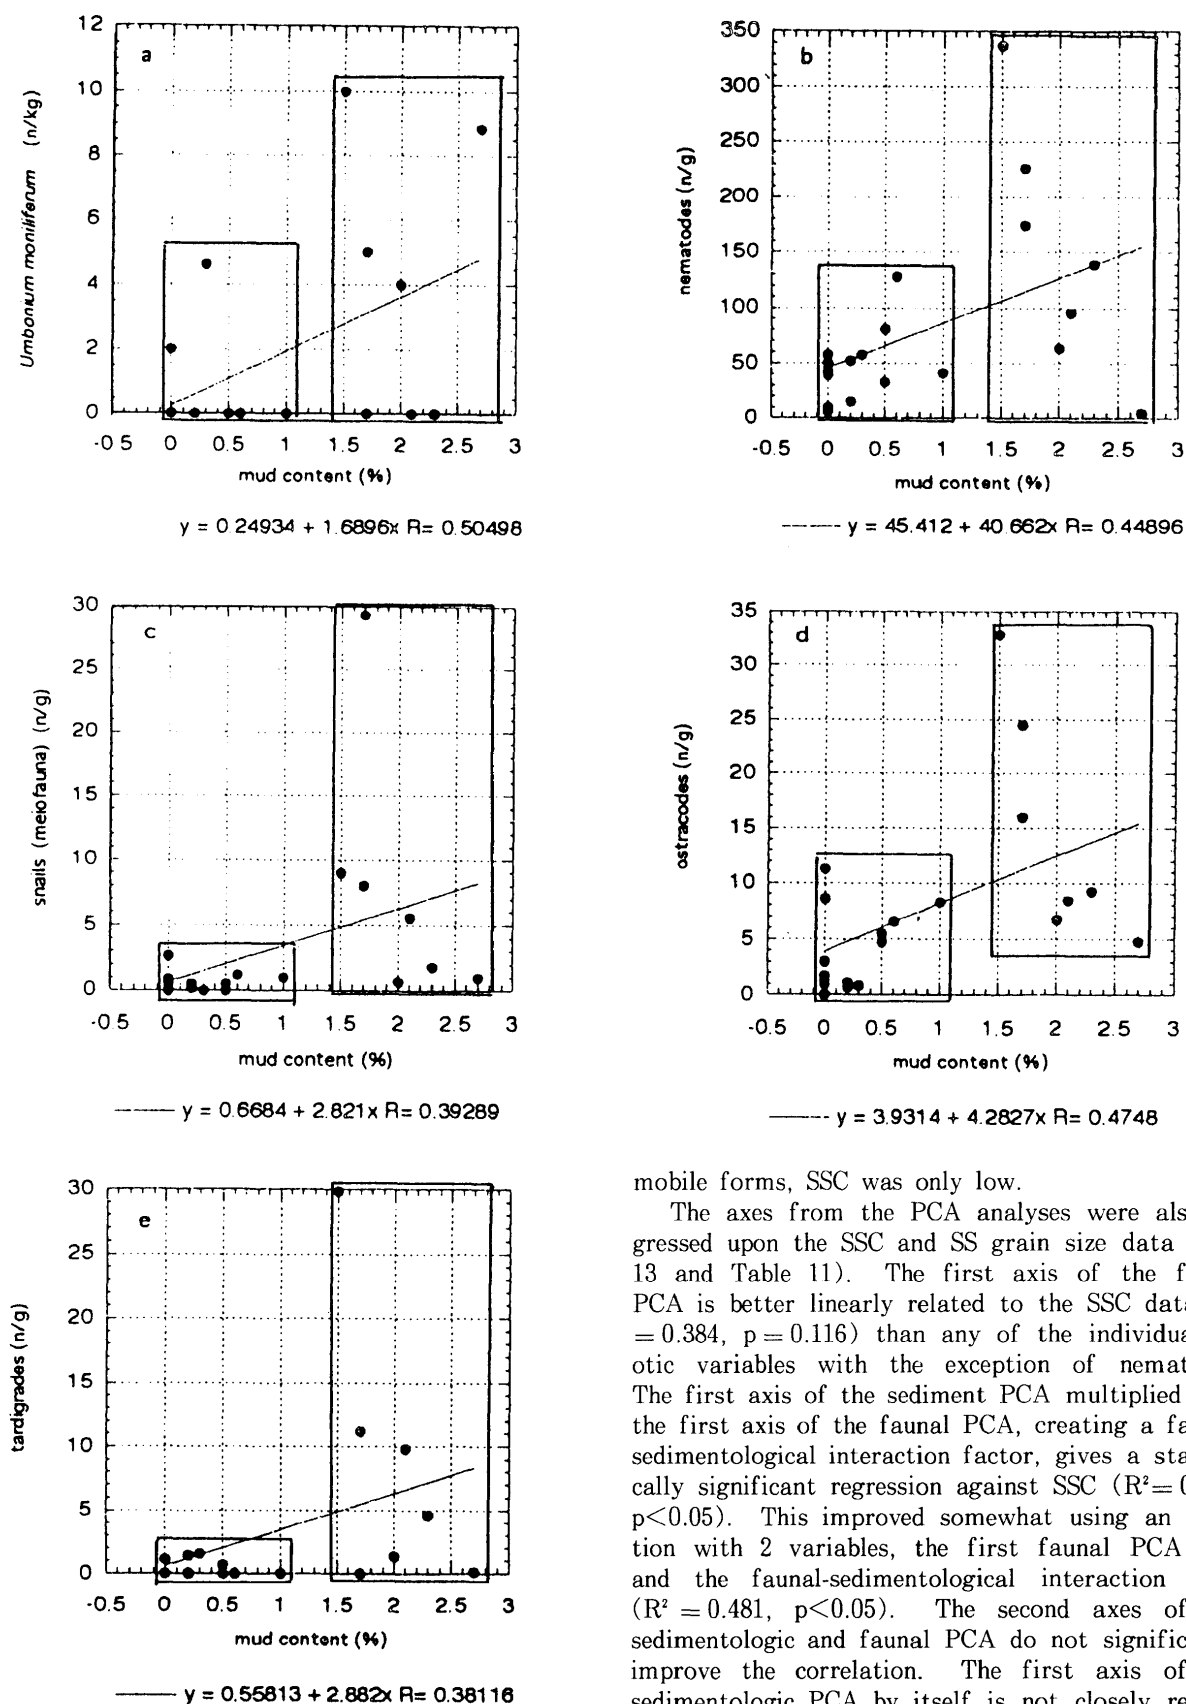 a
12
10
8
6
4
2
0
Umbonium moniliferum (n/kg)
-0 5 0 0.5 1 1.5 2 2.5 3
mud content (%)
y = 0.24934 + 1.6896x R= 0.50498
b
350
300
250
200
150
100
50
0
nematodes (n/g)
-0.5 0 0.5 1 1.5 2 2.5 3
mud content (%)
y = 45.412 + 40.662x R= 0.44896
c
30
25
20
15
10
5
0
snails (meiofauna) (n/g)
-0.5 0 0.5 1 1.5 2 2.5 3
mud content (%)
y = 0.6684 + 2.821x R= 0.39289
d
35
30
25
20
15
10
5
0
ostracodes (n/g)
-0.5 0 0.5 1 1.5 2 2.5 3
mud content (%)
y = 3.9314 + 4.2827x R= 0.4748
e
30
25
20
15
10
5
0
tardigrades (n/g)
-0.5 0 0.5 1 1.5 2 2.5 3
mud content (%)
y = 0.55813 + 2.882x R= 0.38116
mobile forms, SSC was only low.
The axes from the PCA analyses were als
gressed upon the SSC and SS grain size data
13 and Table 11). The first axis of the f
PCA is better linearly related to the SSC data
=0.384, p=0.116) than any of the individua
otic variables with the exception of nemat
The first axis of the sediment PCA multiplied
the first axis of the faunal PCA, creating a fa
sedimentological interaction factor, gives a sta
cally significant regression against SSC (R²=0
p<0.05). This improved somewhat using an
tion with 2 variables, the first faunal PCA
and the faunal-sedimentological interaction
(R² =0.481, p<0.05). The second axes of
sedimentologic and faunal PCA do not signific
improve the correlation. The first axis of
sedimentologic PCA by itself is not closely re